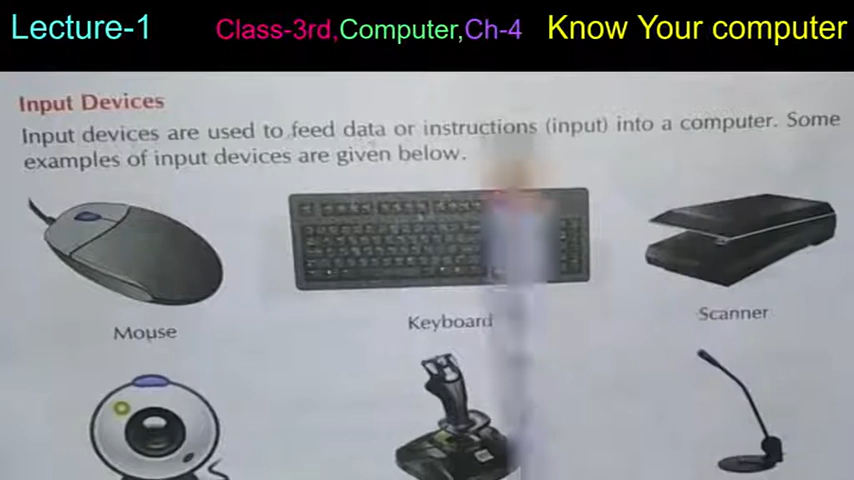 Lecture-1 Class-3rd,Computer,Ch-4 Know Your computer
Input Devices
Input devices are used to feed data or instructions (input) into a computer. Some
examples of input devices are given below.
Mouse Keyboard Scanner